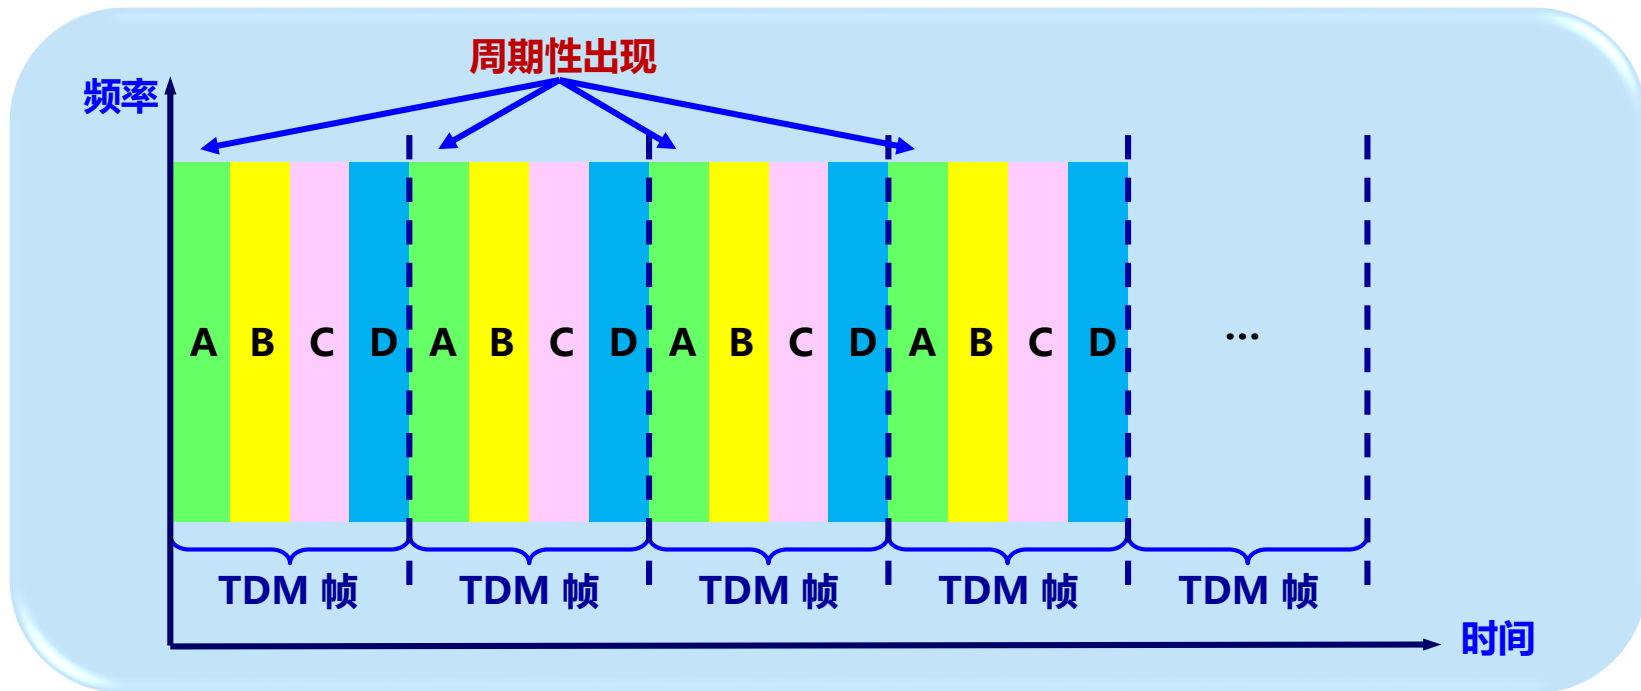 周期性出现
频率
A B C D A B C D A B C D A B C D ...
TDM 帧 TDM 帧 TDM 帧 TDM 帧 TDM 帧
时间